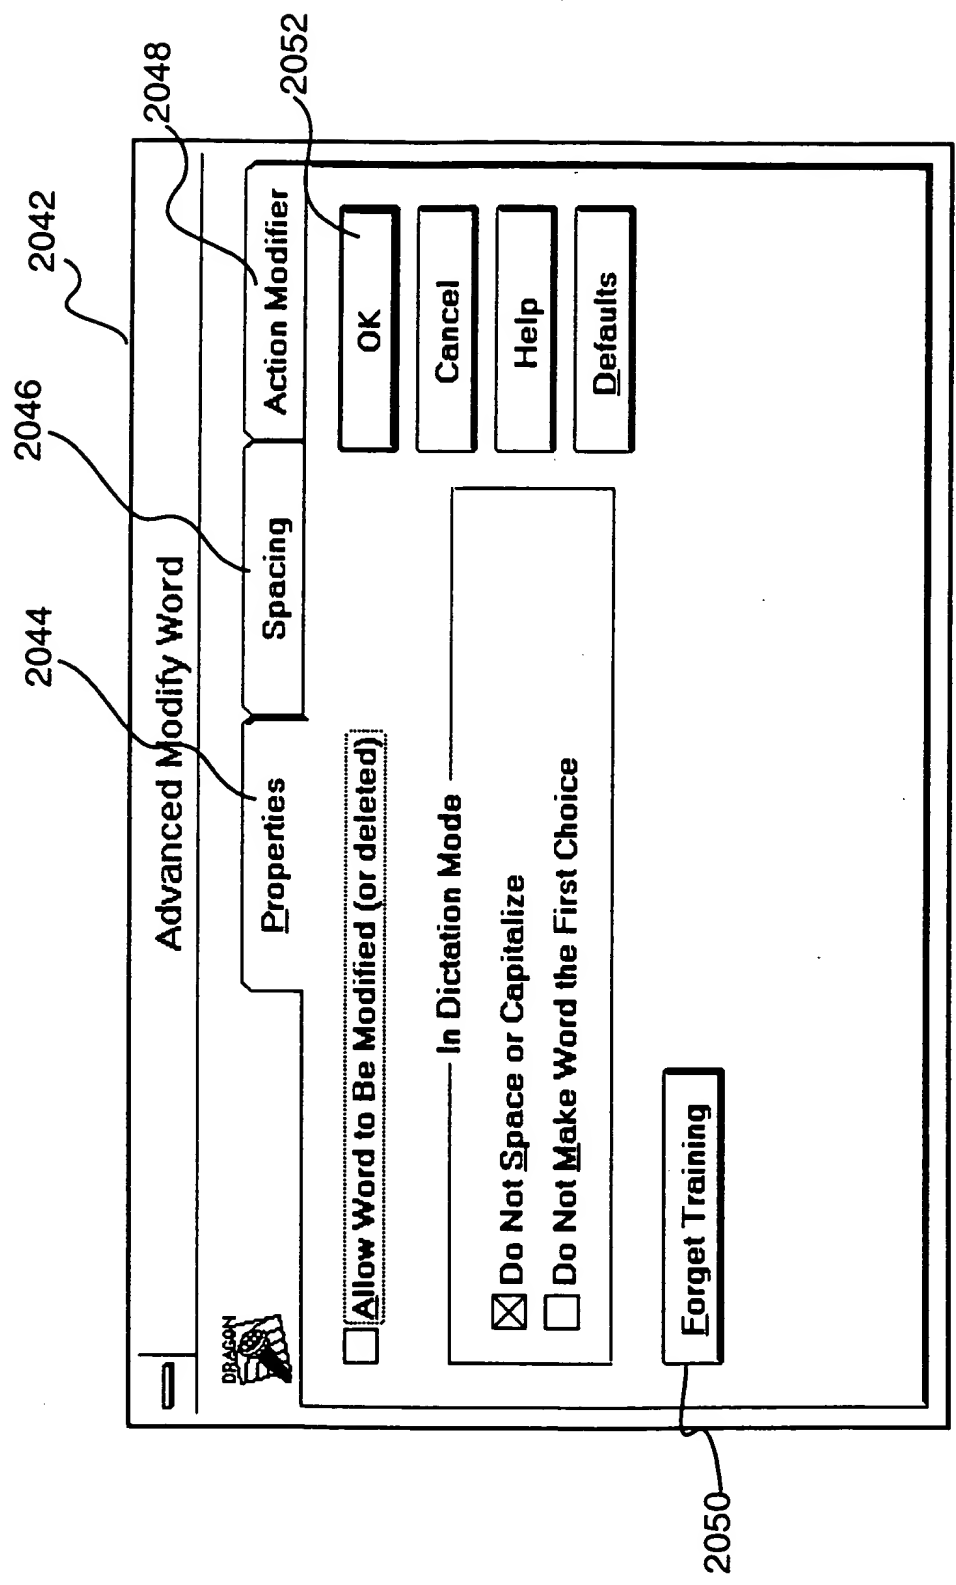 2042
2044
2046
2048
2052
Advanced Modify Word
DRAGON
Properties
Spacing
Action Modifier
Allow Word to Be Modified (or deleted)
OK
In Dictation Mode
Cancel
Do Not Space or Capitalize
Help
Do Not Make Word the First Choice
Defaults
Forget Training
2050